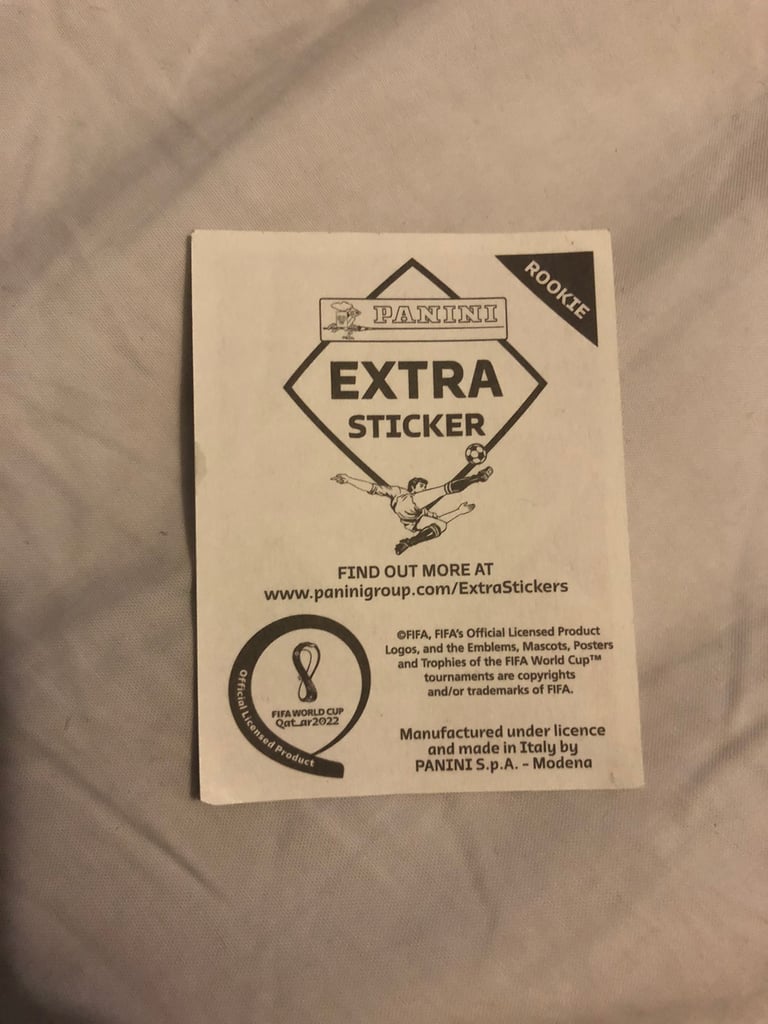 ROOKIE
PANINI
EXTRA
STICKER
FIND OUT MORE AT
www.paninigroup.com/ExtraStickers
©FIFA, FIFA's Official Licensed Product
Logos, and the Emblems, Mascots, Posters
and Trophies of the FIFA World Cup™
tournaments are copyrights
and/or trademarks of FIFA.
Official Licensed Product
FIFA WORLD CUP
Qatar2022
Manufactured under licence
and made in Italy by
PANINI S.p.A. - Modena